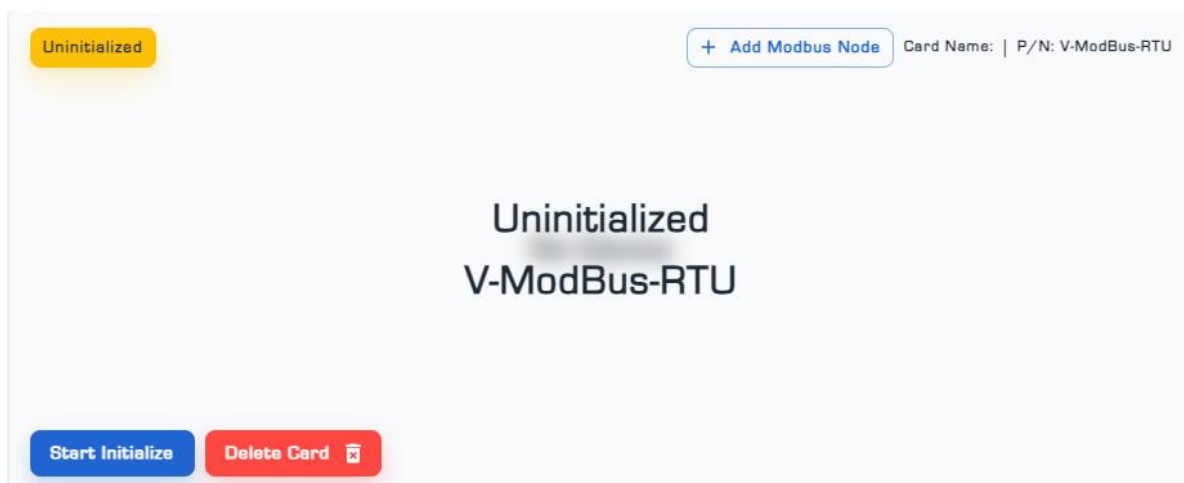 Uninitialized
+ Add Modbus Node
Card Name: | P/N: V-ModBus-RTU
Uninitialized
V-ModBus-RTU
Start Initialize
Delete Card